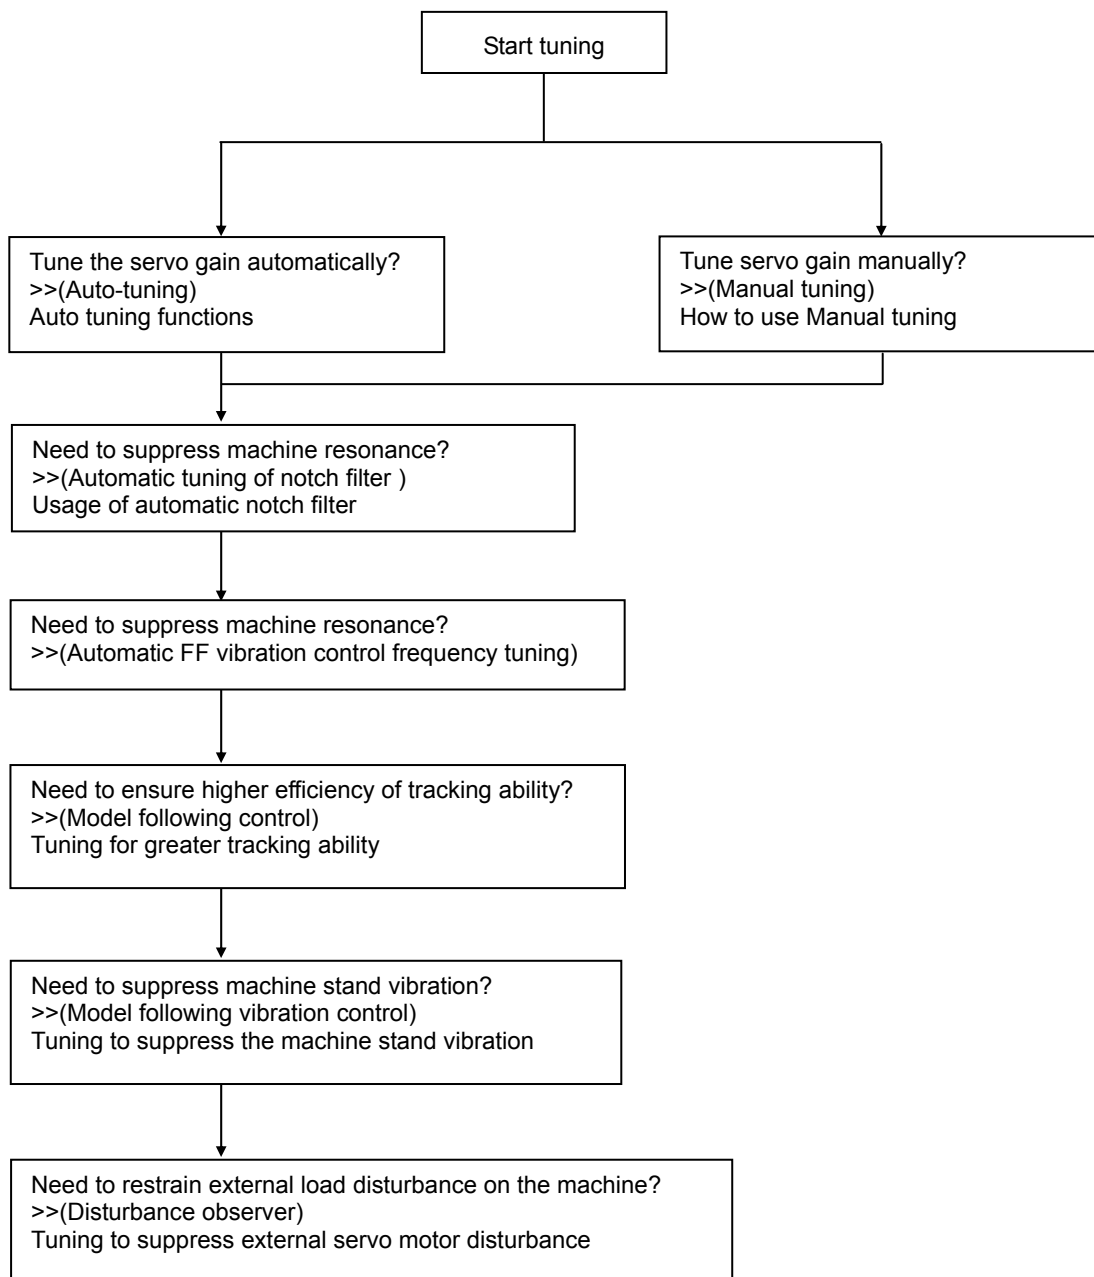 Start tuning
Tune the servo gain automatically?
>>(Auto-tuning)
Auto tuning functions
Tune servo gain manually?
>>(Manual tuning)
How to use Manual tuning
Need to suppress machine resonance?
>>(Automatic tuning of notch filter )
Usage of automatic notch filter
Need to suppress machine resonance?
>>(Automatic FF vibration control frequency tuning)
Need to ensure higher efficiency of tracking ability?
>>(Model following control)
Tuning for greater tracking ability
Need to suppress machine stand vibration?
>>(Model following vibration control)
Tuning to suppress the machine stand vibration
Need to restrain external load disturbance on the machine?
>>(Disturbance observer)
Tuning to suppress external servo motor disturbance